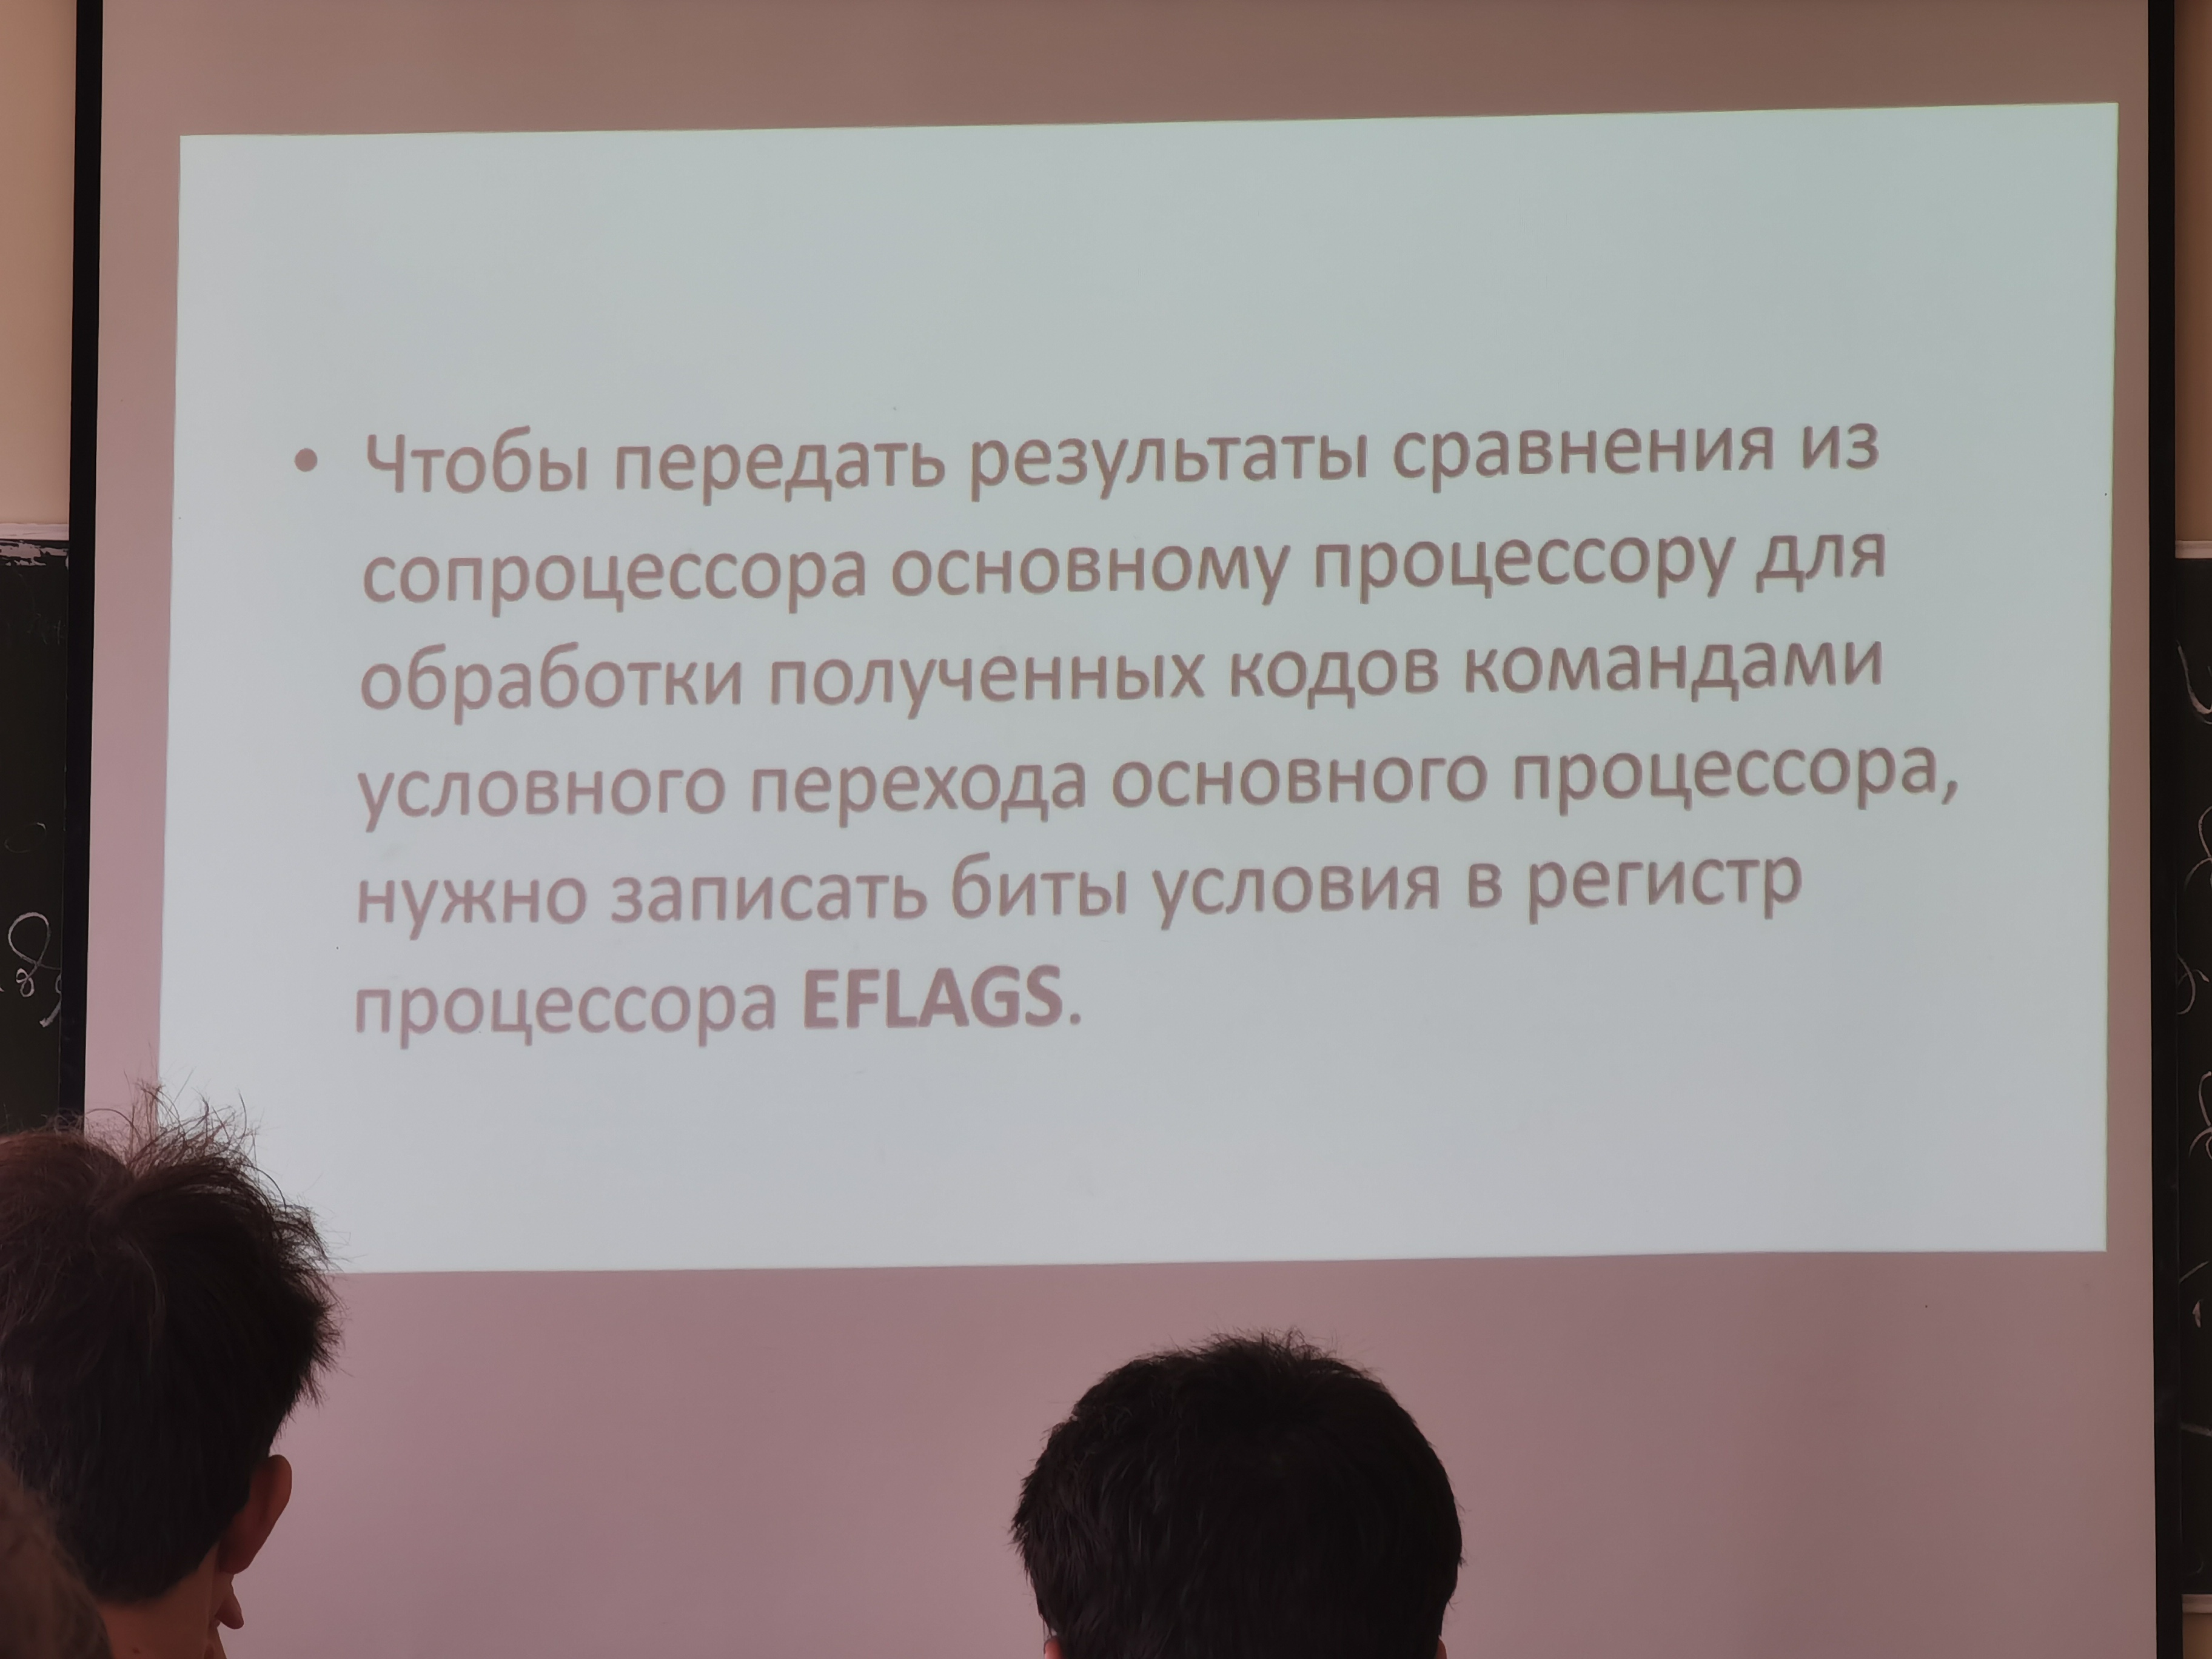 • Чтобы передать результаты сравнения из
сопроцессора основному процессору для
обработки полученных кодов командами
условного перехода основного процессора,
нужно записать биты условия в регистр
процессора EFLAGS.